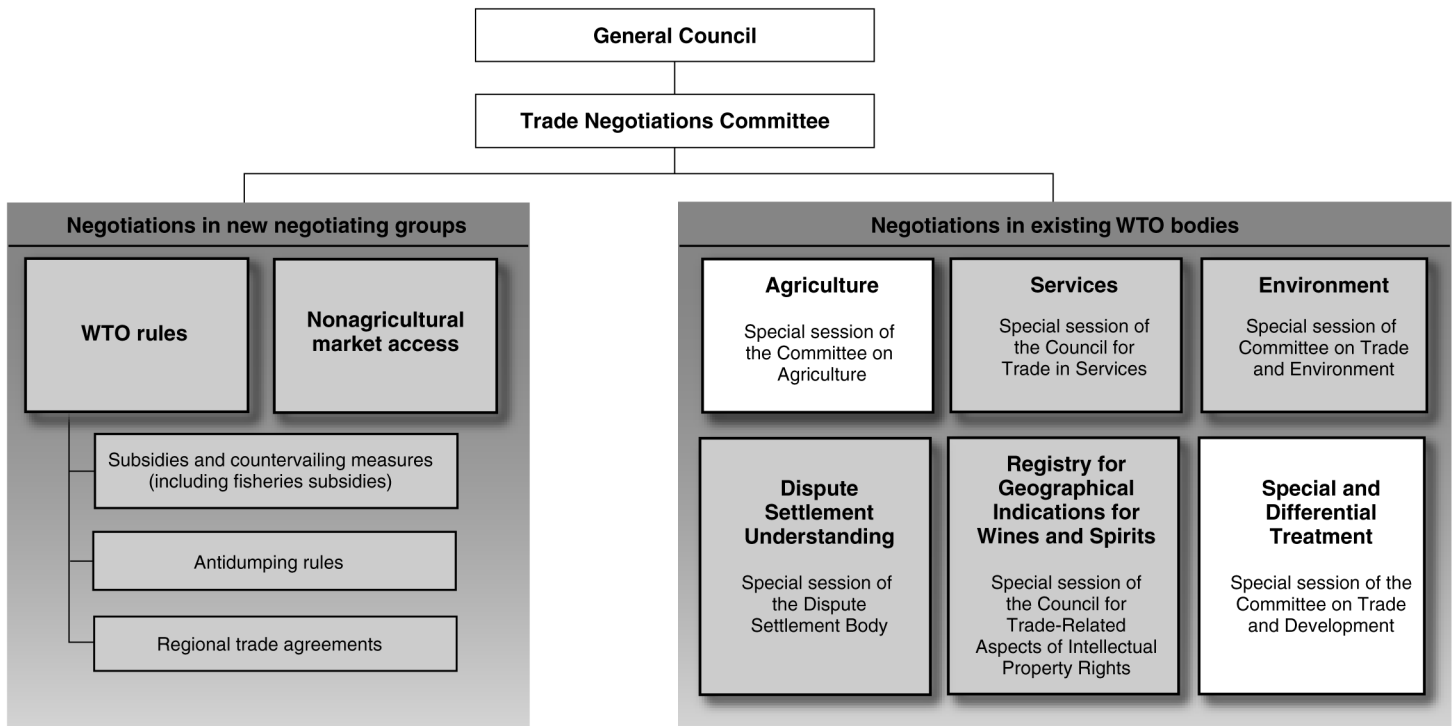 General Council
Trade Negotiations Committee
Negotiations in new negotiating groups
WTO rules
Nonagricultural
market access
Subsidies and countervailing measures
(including fisheries subsidies)
Antidumping rules
Regional trade agreements
Negotiations in existing WTO bodies
Agriculture
Special session of
the Committee on
Agriculture
Services
Special session of
the Council for
Trade in Services
Environment
Special session of
Committee on Trade
and Environment
Dispute
Settlement
Understanding
Special session of
the Dispute
Settlement Body
Registry for
Geographical
Indications for
Wines and Spirits
Special session of
the Council for
Trade-Related
Aspects of Intellectual
Property Rights
Special and
Differential
Treatment
Special session of the
Committee on Trade
and Development